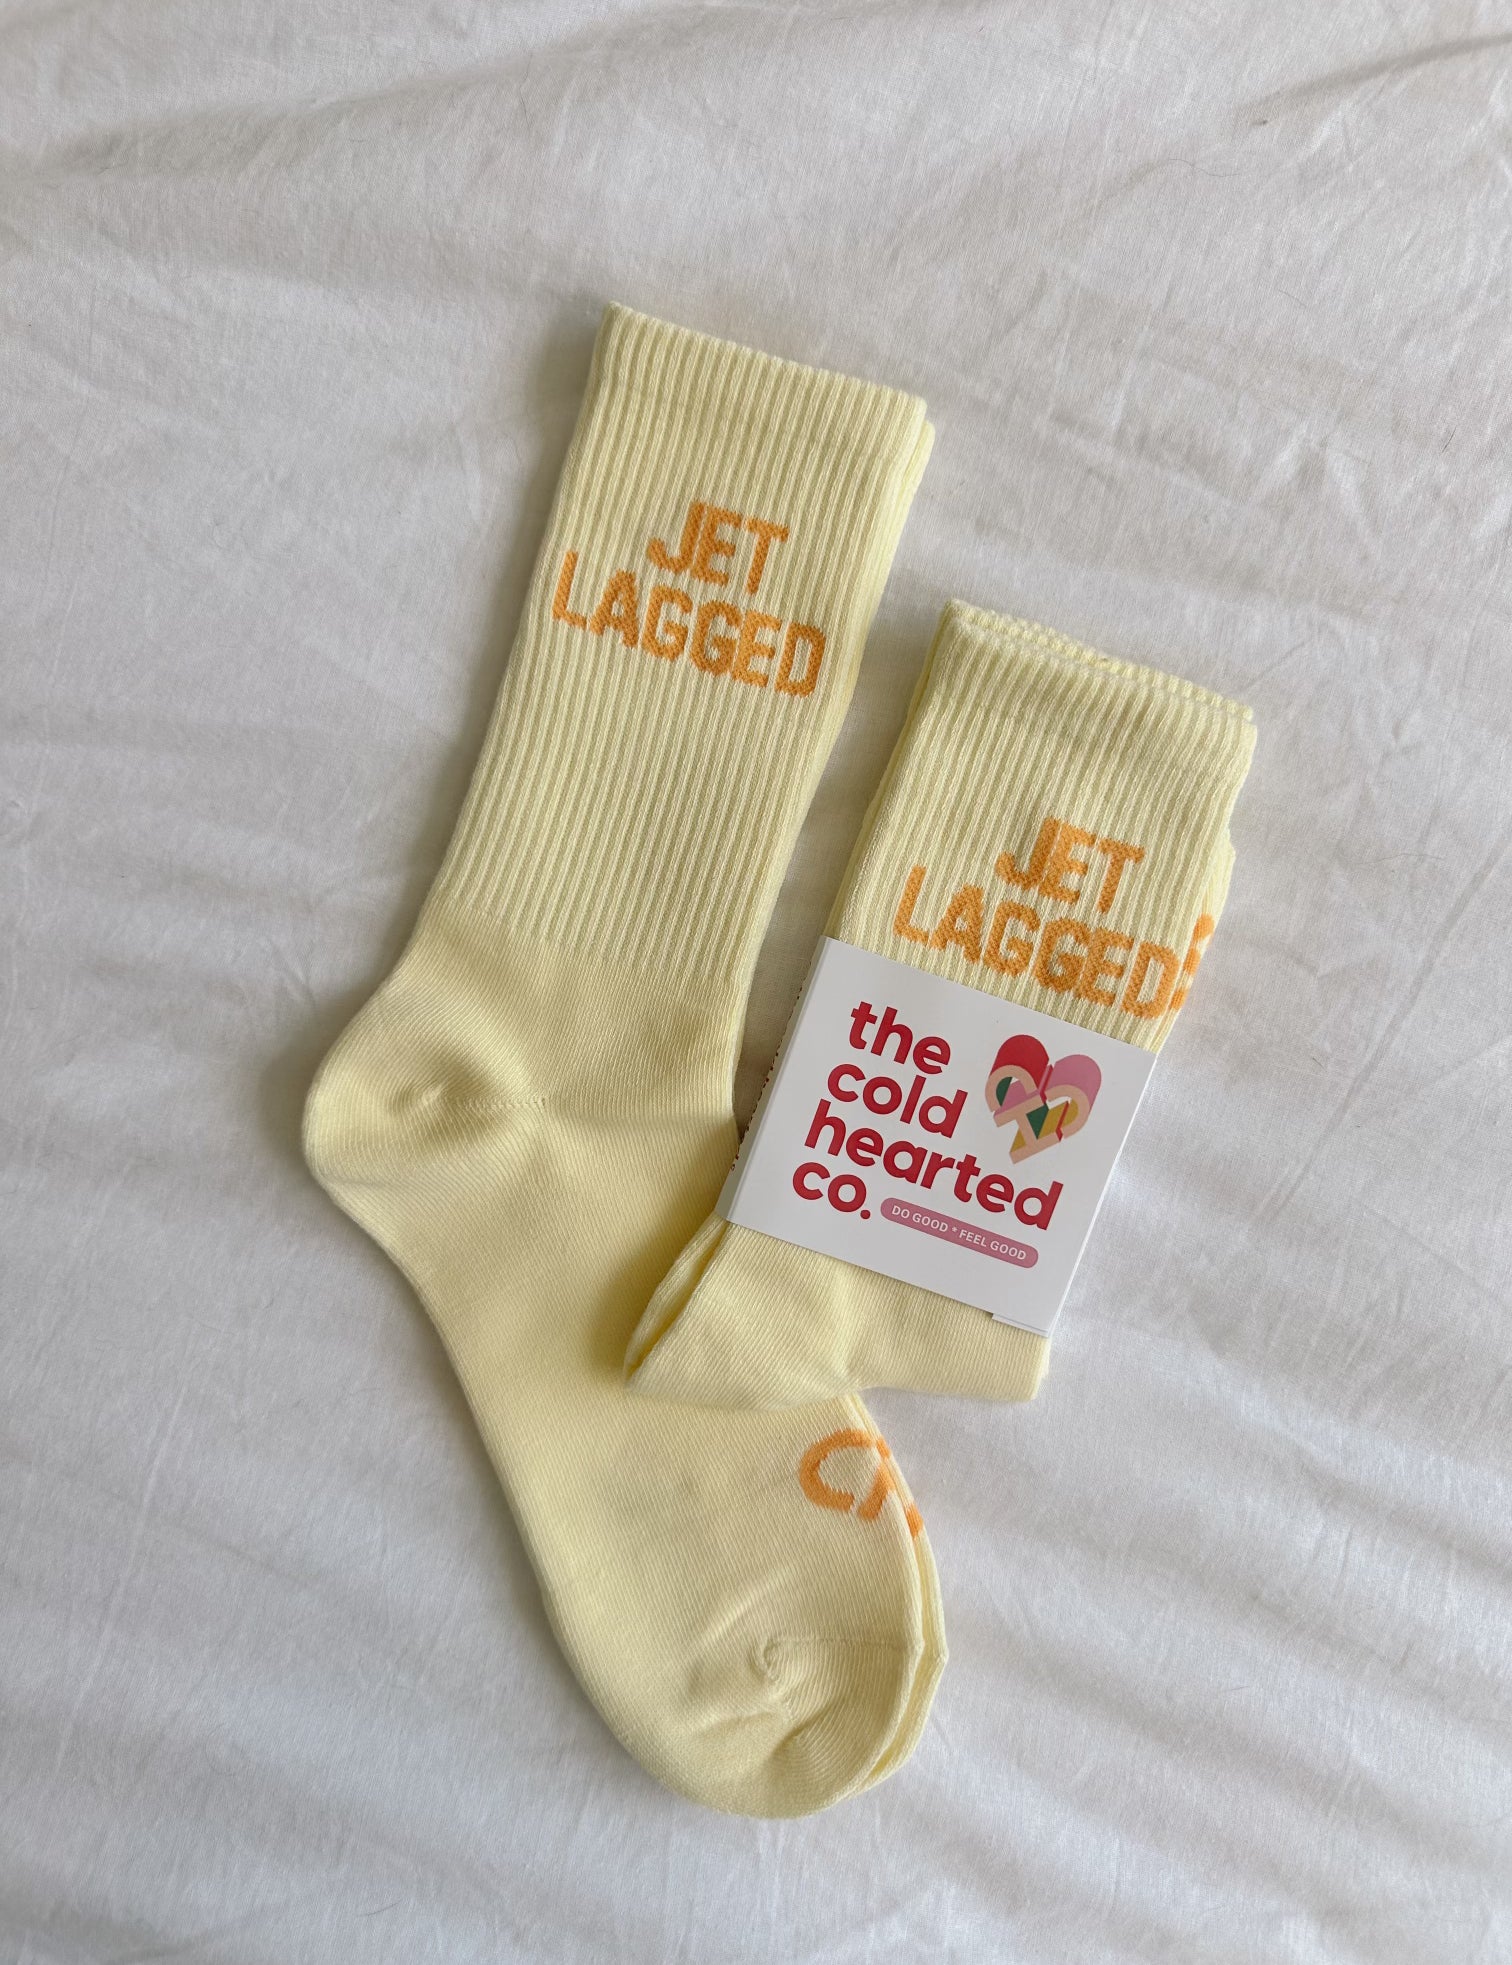 JET
LAGGED
JET
LAGGED
the
cold
hearted
co.
DO GOOD * FEEL GOOD